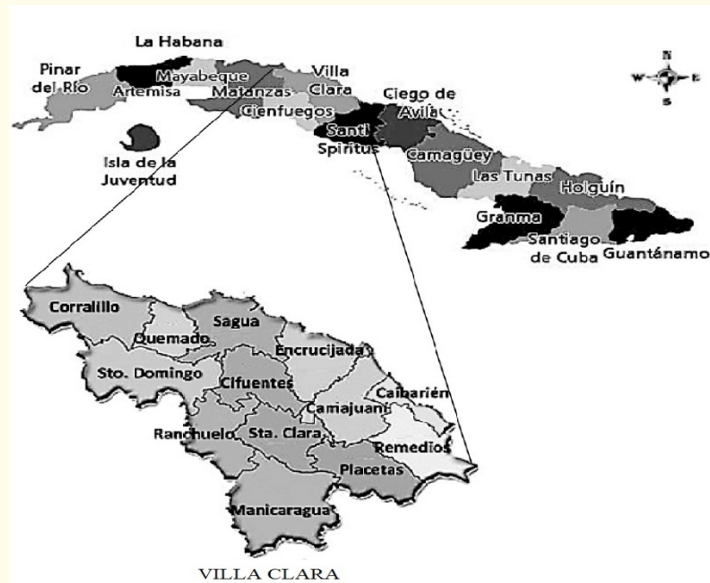 La Habana
N
W
E
S
Pinar
del Río
Mayabeque
Artemisa
Matanzas
Villa
Clara
Cienfuegos
Ciego de
Avila
Santi
Spiritus
Isla de la
Juventud
Camagüey
Las Tunas
Holguín
Granma
Santiago
de Cuba
Guantánamo
Corralillo
Quemado
Sagua
Encrucijada
Sto. Domingo
Cifuentes
Caibarién
Camajuaní
Ranchuelo
Sta. Clara
Remedios
Placetas
Manicaragua
VILLA CLARA